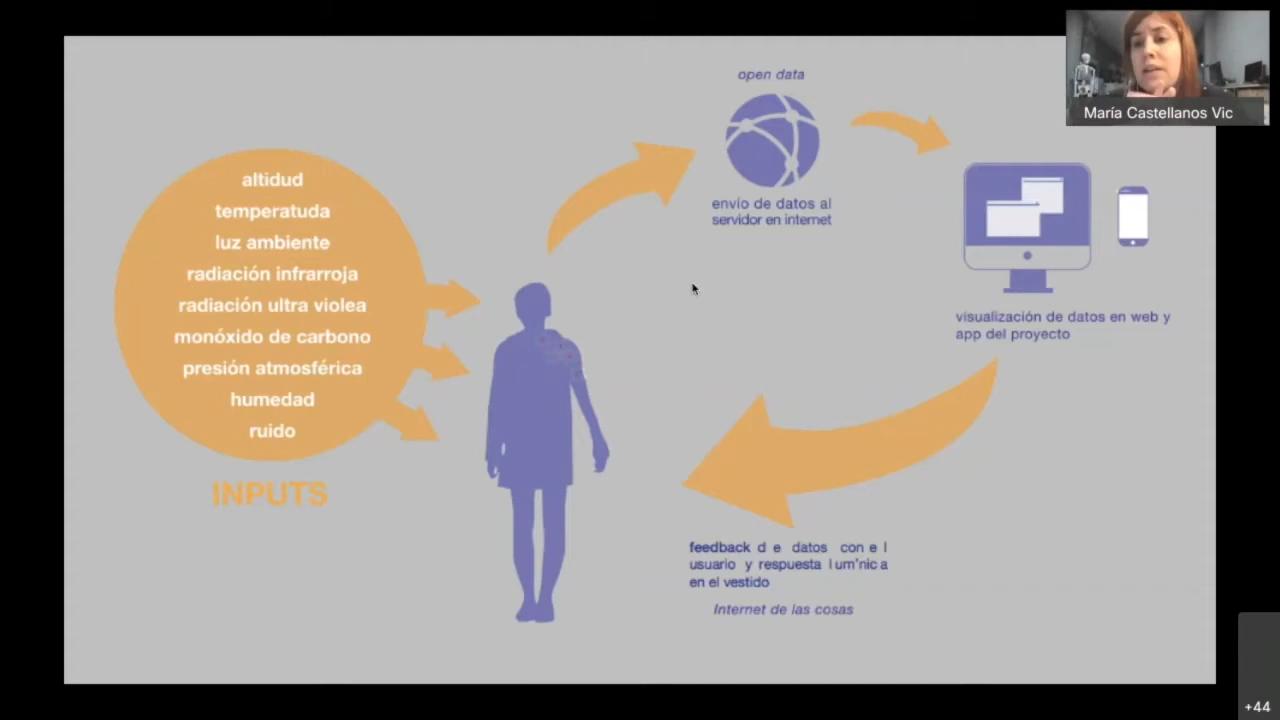 María Castellanos Vic
open data
envío de datos al
servidor en internet
altidud
temperatuda
luz ambiente
radiación infrarroja
radiación ultra violea
monóxido de carbono
presión atmosférica
humedad
ruido
INPUTS
visualización de datos en web y
app del proyecto
feedback d e datos con e l
usuario y respuesta l um'nic a
en el vestido
Internet de las cosas
+44